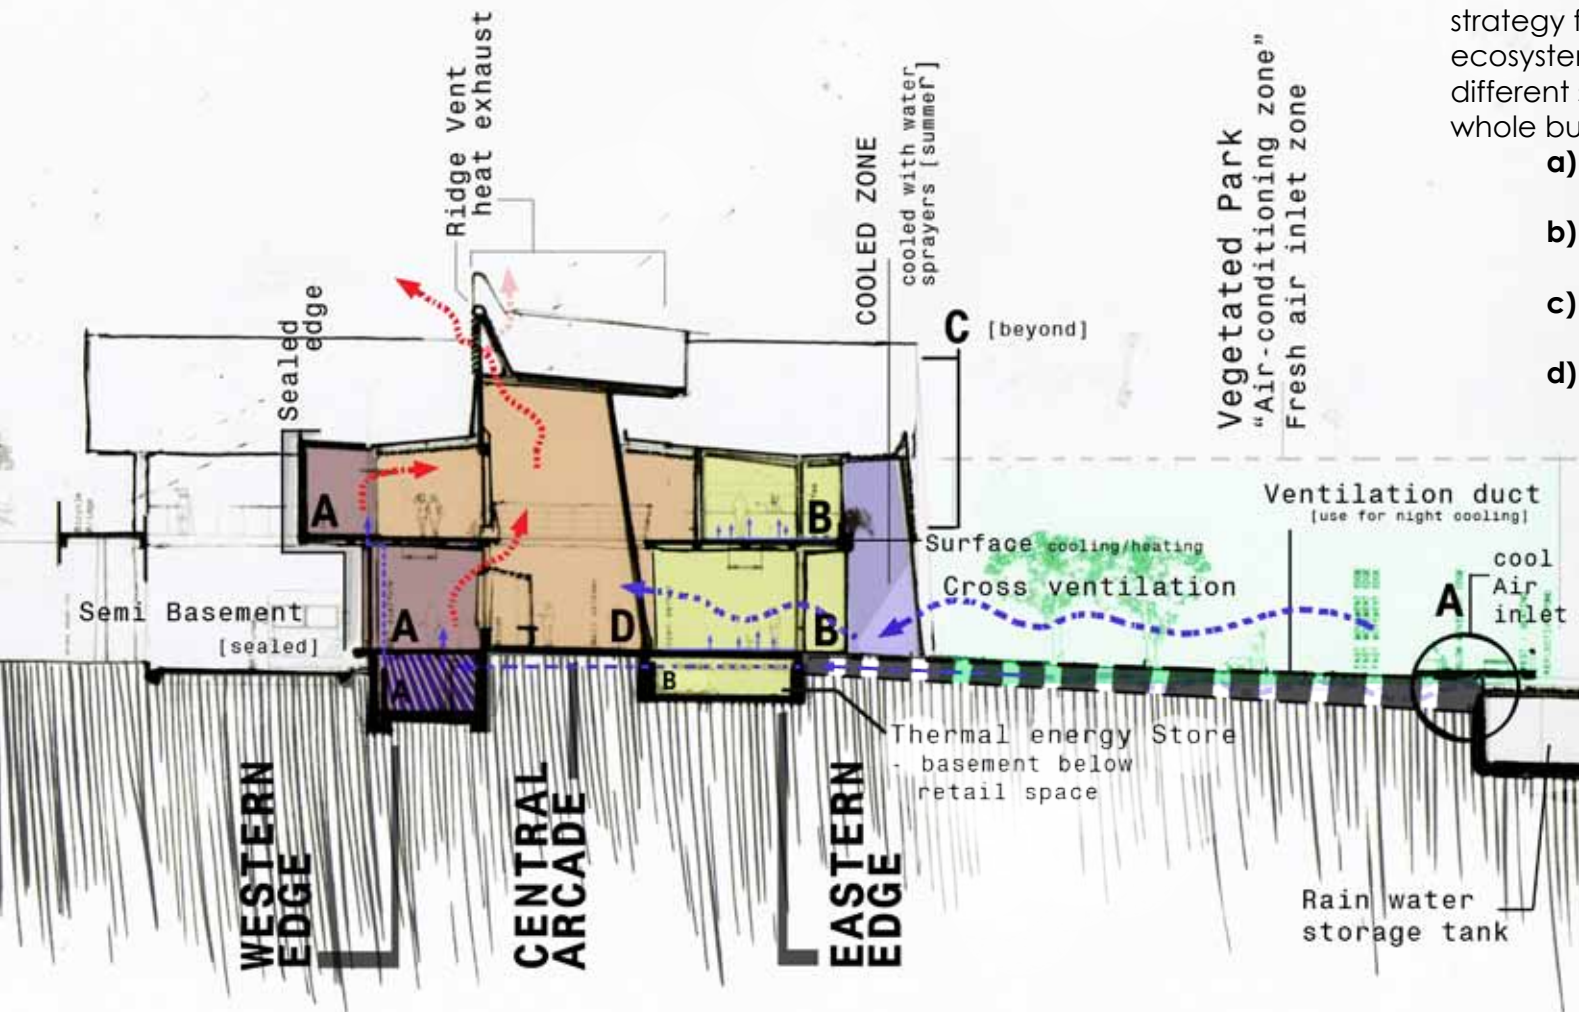 strategy f
ecosyster
different
whole bu
a)
b)
c)
d)
Ridge Vent
heat exhaust
Sealed
edge
COOLED ZONE
cooled with water
sprayers [summer]
C [beyond]
Vegetated Park
"Air-conditioning zone"
Fresh air inlet zone
Ventilation duct
[use for night cooling]
cool
Air
inlet
A
Surface cooling/heating
Cross ventilation
A
B
A
D
B
A
B
Semi Basement
[sealed]
Thermal energy Store
- basement below
retail space
WESTERN
EDGE
CENTRAL
ARCADE
EASTERN
EDGE
Rain water
storage tank